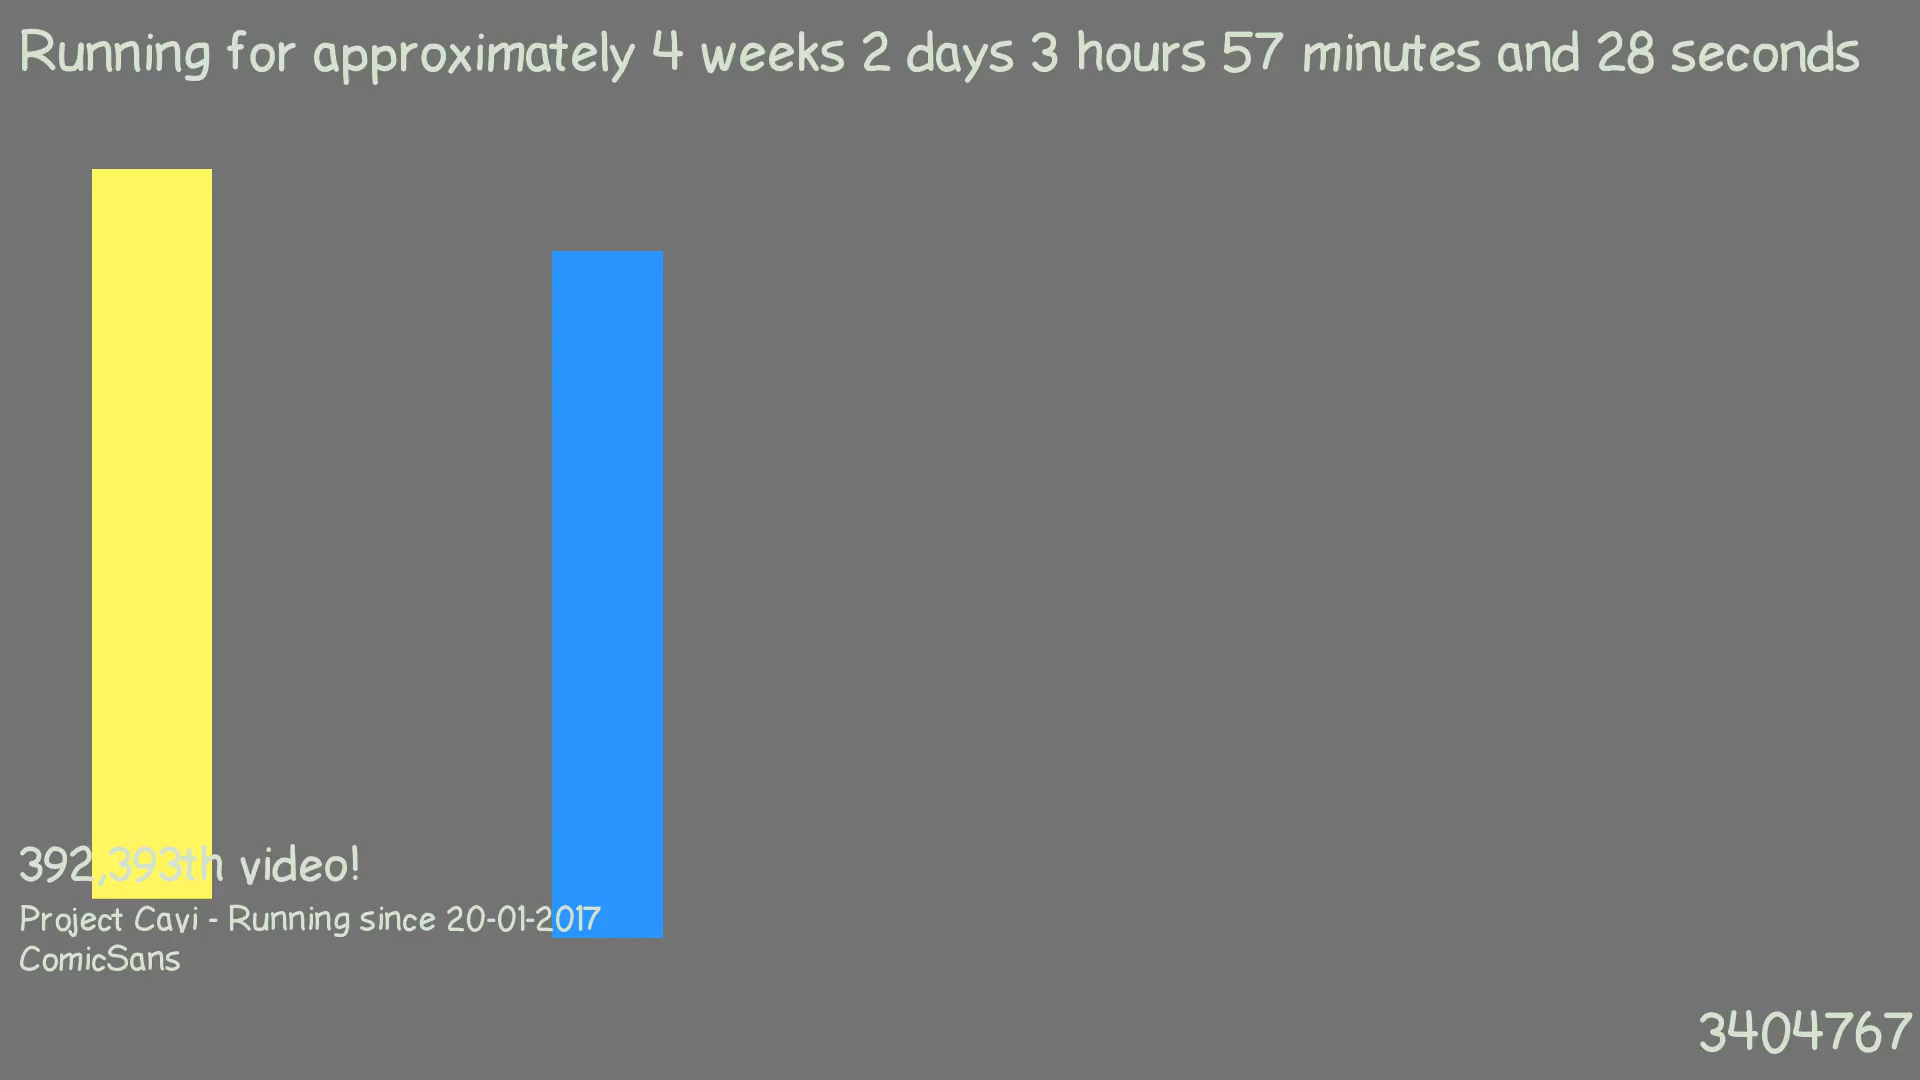 Running for approximately 4 weeks 2 days 3 hours 57 minutes and 28 seconds
392,393th video!
Project Cavi - Running since 20-01-2017
ComicSans
3404767